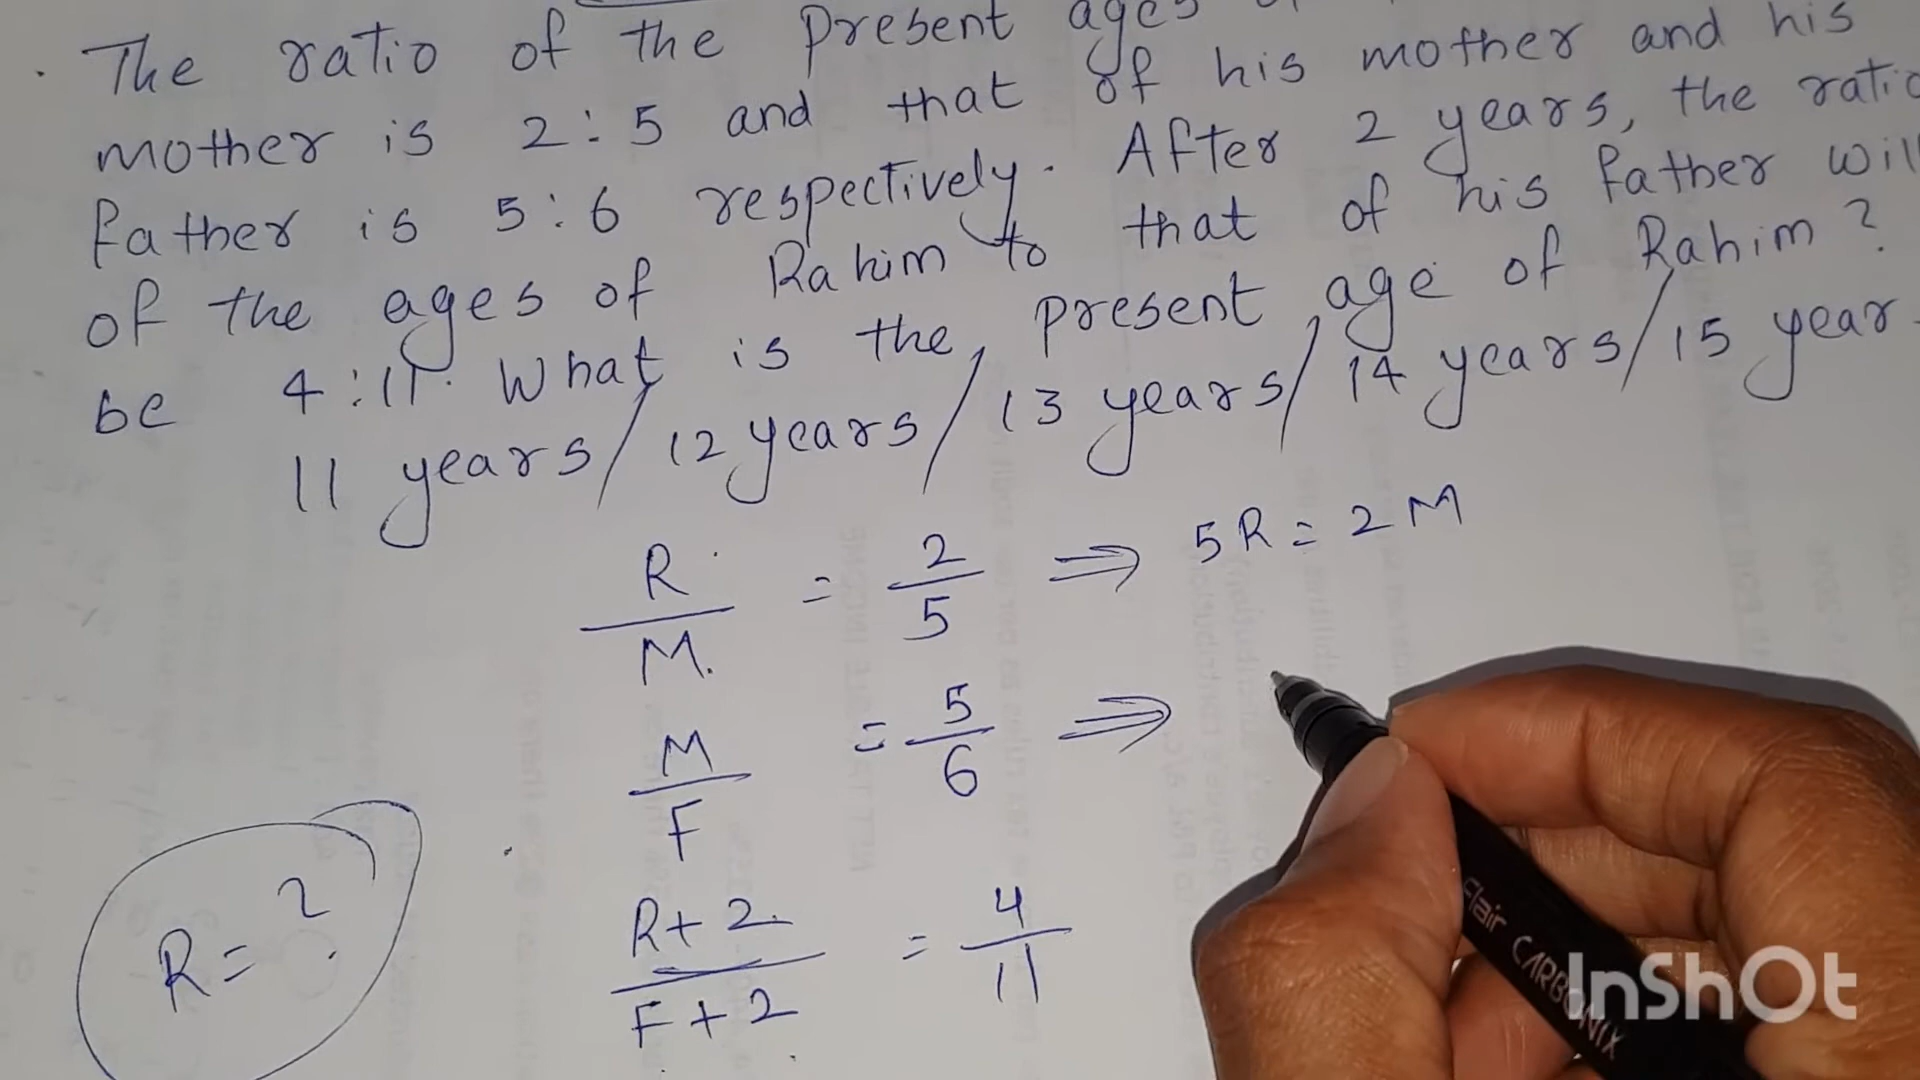 The ratio of the present ages
mother is 2:5 and that of his mother and his
father is 5:6 respectively. After 2 years, the ratio
of the ages of Rahim to that of his father will
be 4:11. What is the present age of Rahim?
11 years/12 years/13 years/14 years/15 year
R/M = 2/5 ⇒ 5R = 2M
M/F = 5/6 ⇒
R+2/F+2 = 4/11
R = ?
Flair CARBONIX
InShOt